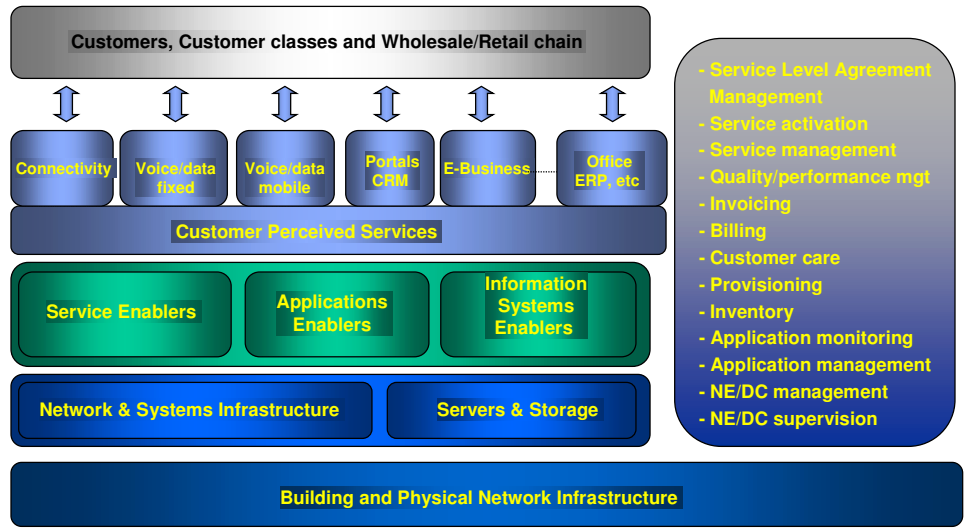 Customers, Customer classes and Wholesale/Retail chain
Connectivity
Voice/data
fixed
Voice/data
mobile
Portals
CRM
E-Business
Office
ERP, etc
Customer Perceived Services
Service Enablers
Applications
Enablers
Information
Systems
Enablers
Network & Systems Infrastructure
Servers & Storage
Building and Physical Network Infrastructure
- Service Level Agreement
Management
- Service activation
- Service management
- Quality/performance mgt
- Invoicing
- Billing
- Customer care
- Provisioning
- Inventory
- Application monitoring
- Application management
- NE/DC management
- NE/DC supervision